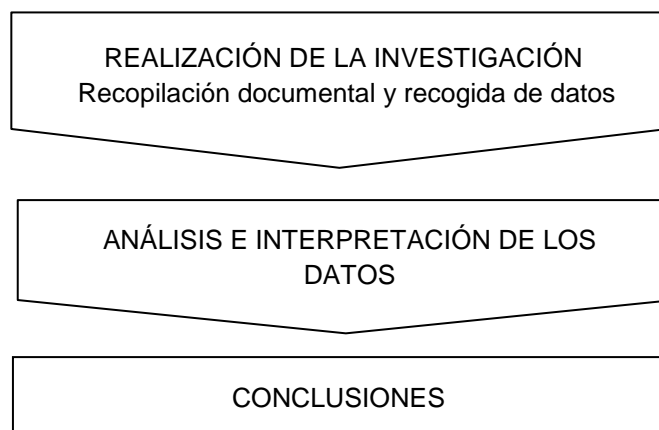 REALIZACIÓN DE LA INVESTIGACIÓN
Recopilación documental y recogida de datos
ANÁLISIS E INTERPRETACIÓN DE LOS
DATOS
CONCLUSIONES